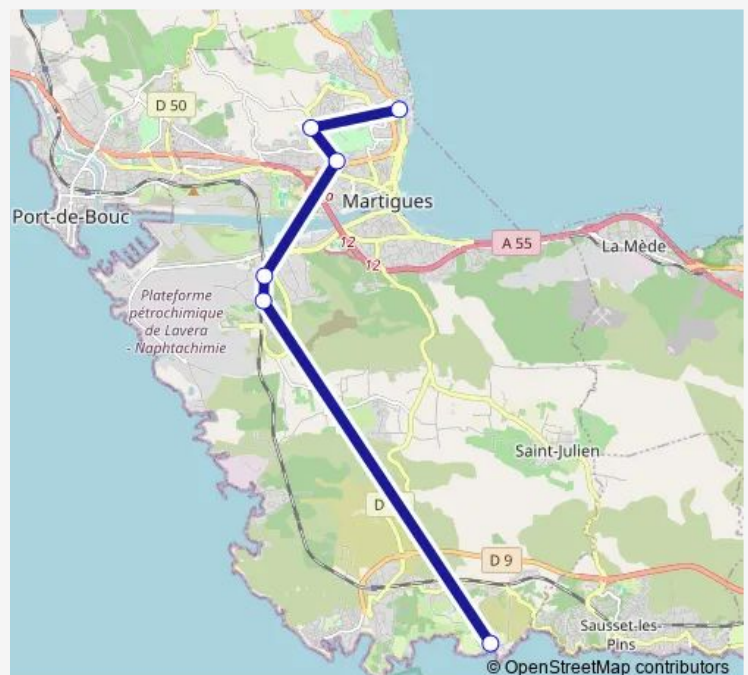 D 50
Port-de-Bouc
Martigues
12
12
A 55
La Mède
Plateforme
pétrochimique
de Lavera
- Naphtachimie
Saint-Julien
D
D 9
Sausset-les-
Pins
© OpenStreetMap contributors